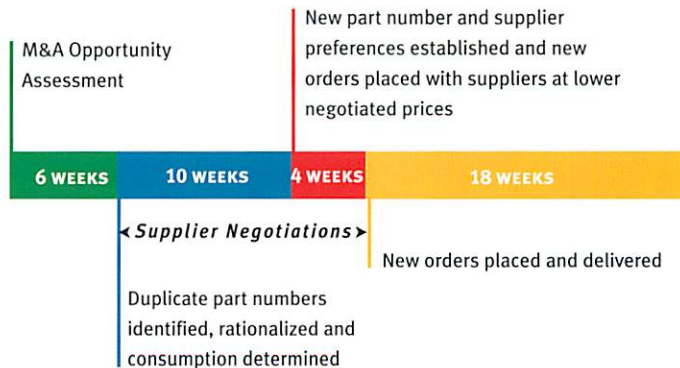 New part number and supplier
preferences established and new
orders placed with suppliers at lower
negotiated prices
M&A Opportunity
Assessment
6 WEEKS
10 WEEKS
4 WEEKS
18 WEEKS
Supplier Negotiations
New orders placed and delivered
Duplicate part numbers
identified, rationalized and
consumption determined